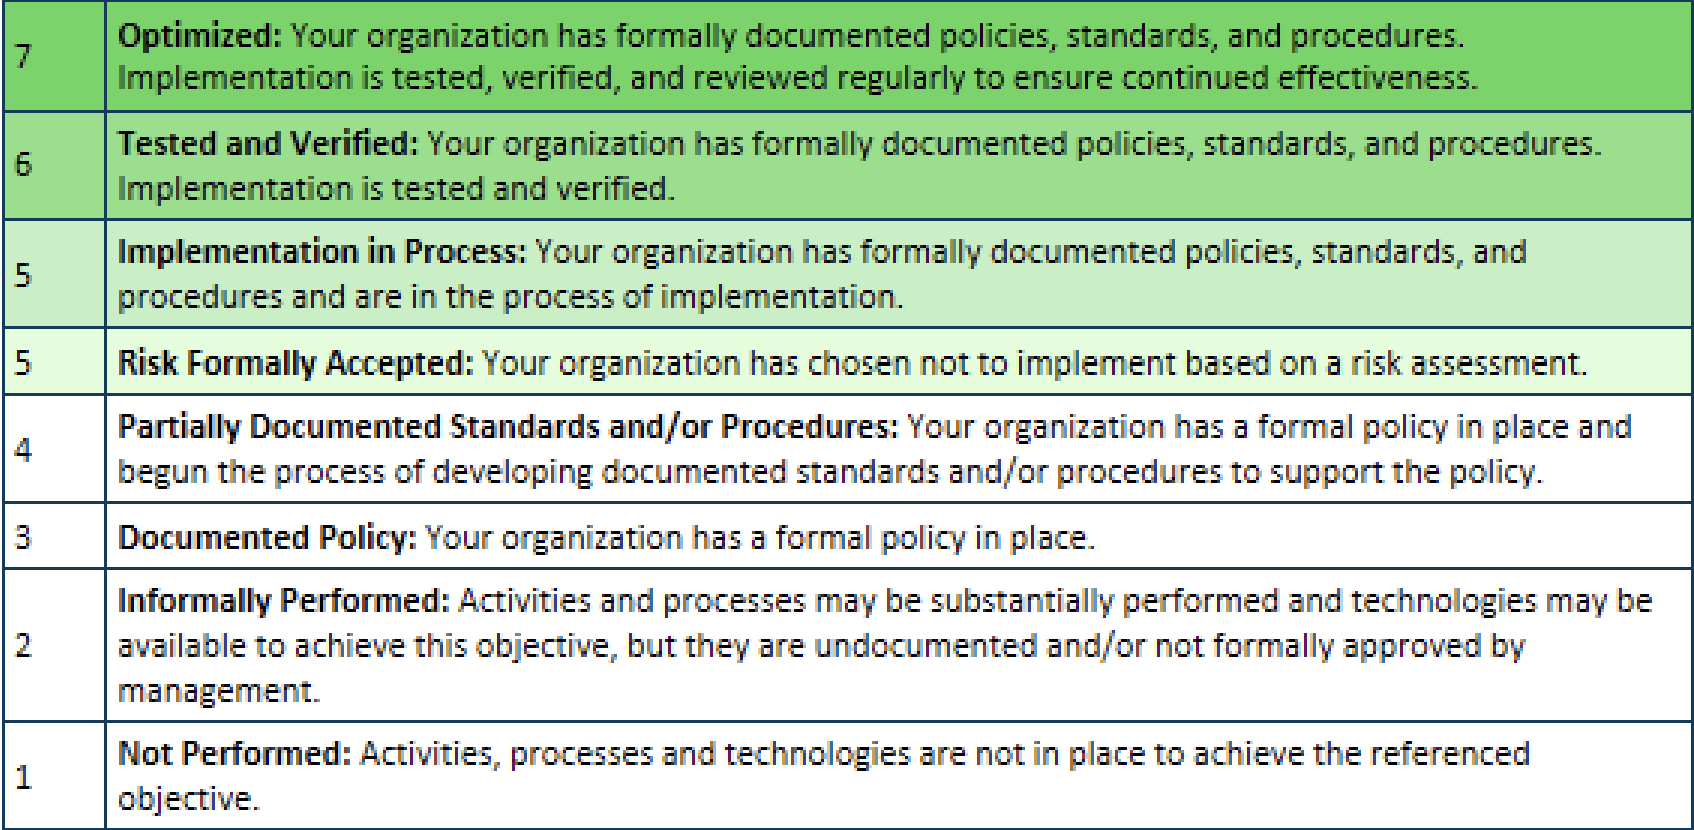 7
Optimized: Your organization has formally documented policies, standards, and procedures.
Implementation is tested, verified, and reviewed regularly to ensure continued effectiveness.
6
Tested and Verified: Your organization has formally documented policies, standards, and procedures.
Implementation is tested and verified.
5
Implementation in Process: Your organization has formally documented policies, standards, and
procedures and are in the process of implementation.
5
Risk Formally Accepted: Your organization has chosen not to implement based on a risk assessment.
4
Partially Documented Standards and/or Procedures: Your organization has a formal policy in place and
begun the process of developing documented standards and/or procedures to support the policy.
3
Documented Policy: Your organization has a formal policy in place.
2
Informally Performed: Activities and processes may be substantially performed and technologies may be
available to achieve this objective, but they are undocumented and/or not formally approved by
management.
1
Not Performed: Activities, processes and technologies are not in place to achieve the referenced
objective.